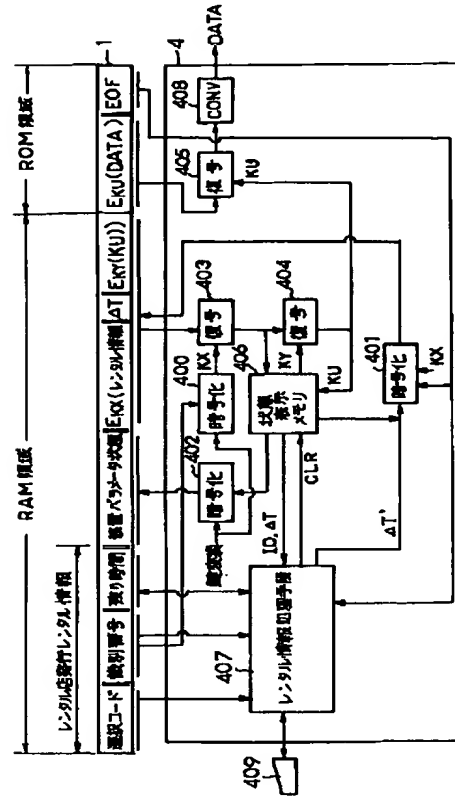 RAM領域
ROM領域
レンタル店発行レンタル情報
1
選択コード
識別番号
残り時間
装置パラメータ状態
EKX(レンタル情報)
ΔT
EKY(KU))
EKU(DATA))
EOF
4
407
レンタル情報処理手段
409
402
暗号化
400
暗号化
KX
403
復号
406
状態表示メモリ
KY
404
復号
405
復号
KU
408
CONV
DATA
ID,ΔT
CLR
KU
401
暗号化
KX
ΔT'